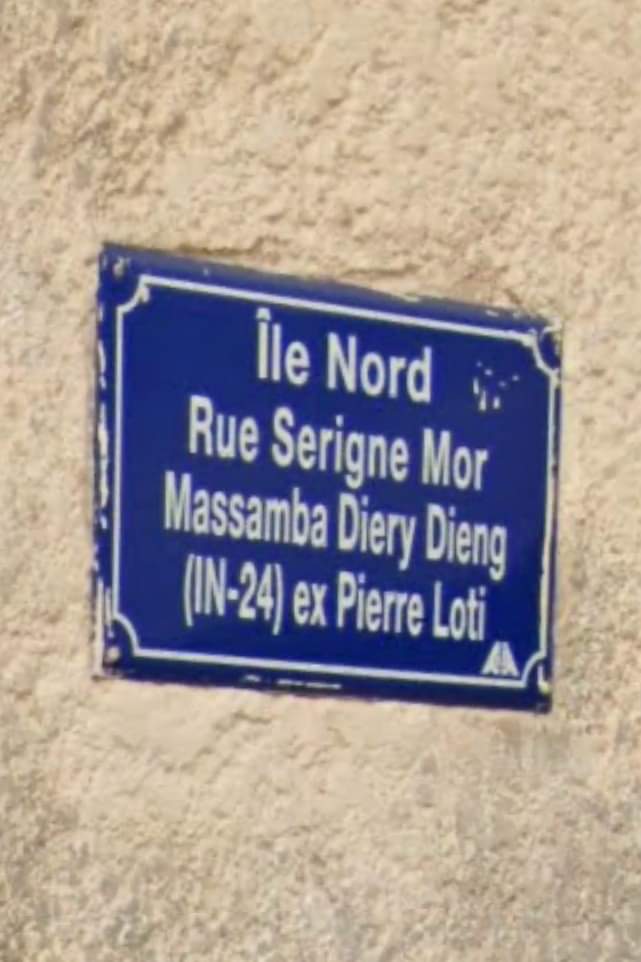 Île Nord
Rue Serigne Mor
Massamba Diery Dieng
(IN-24) ex Pierre Loti